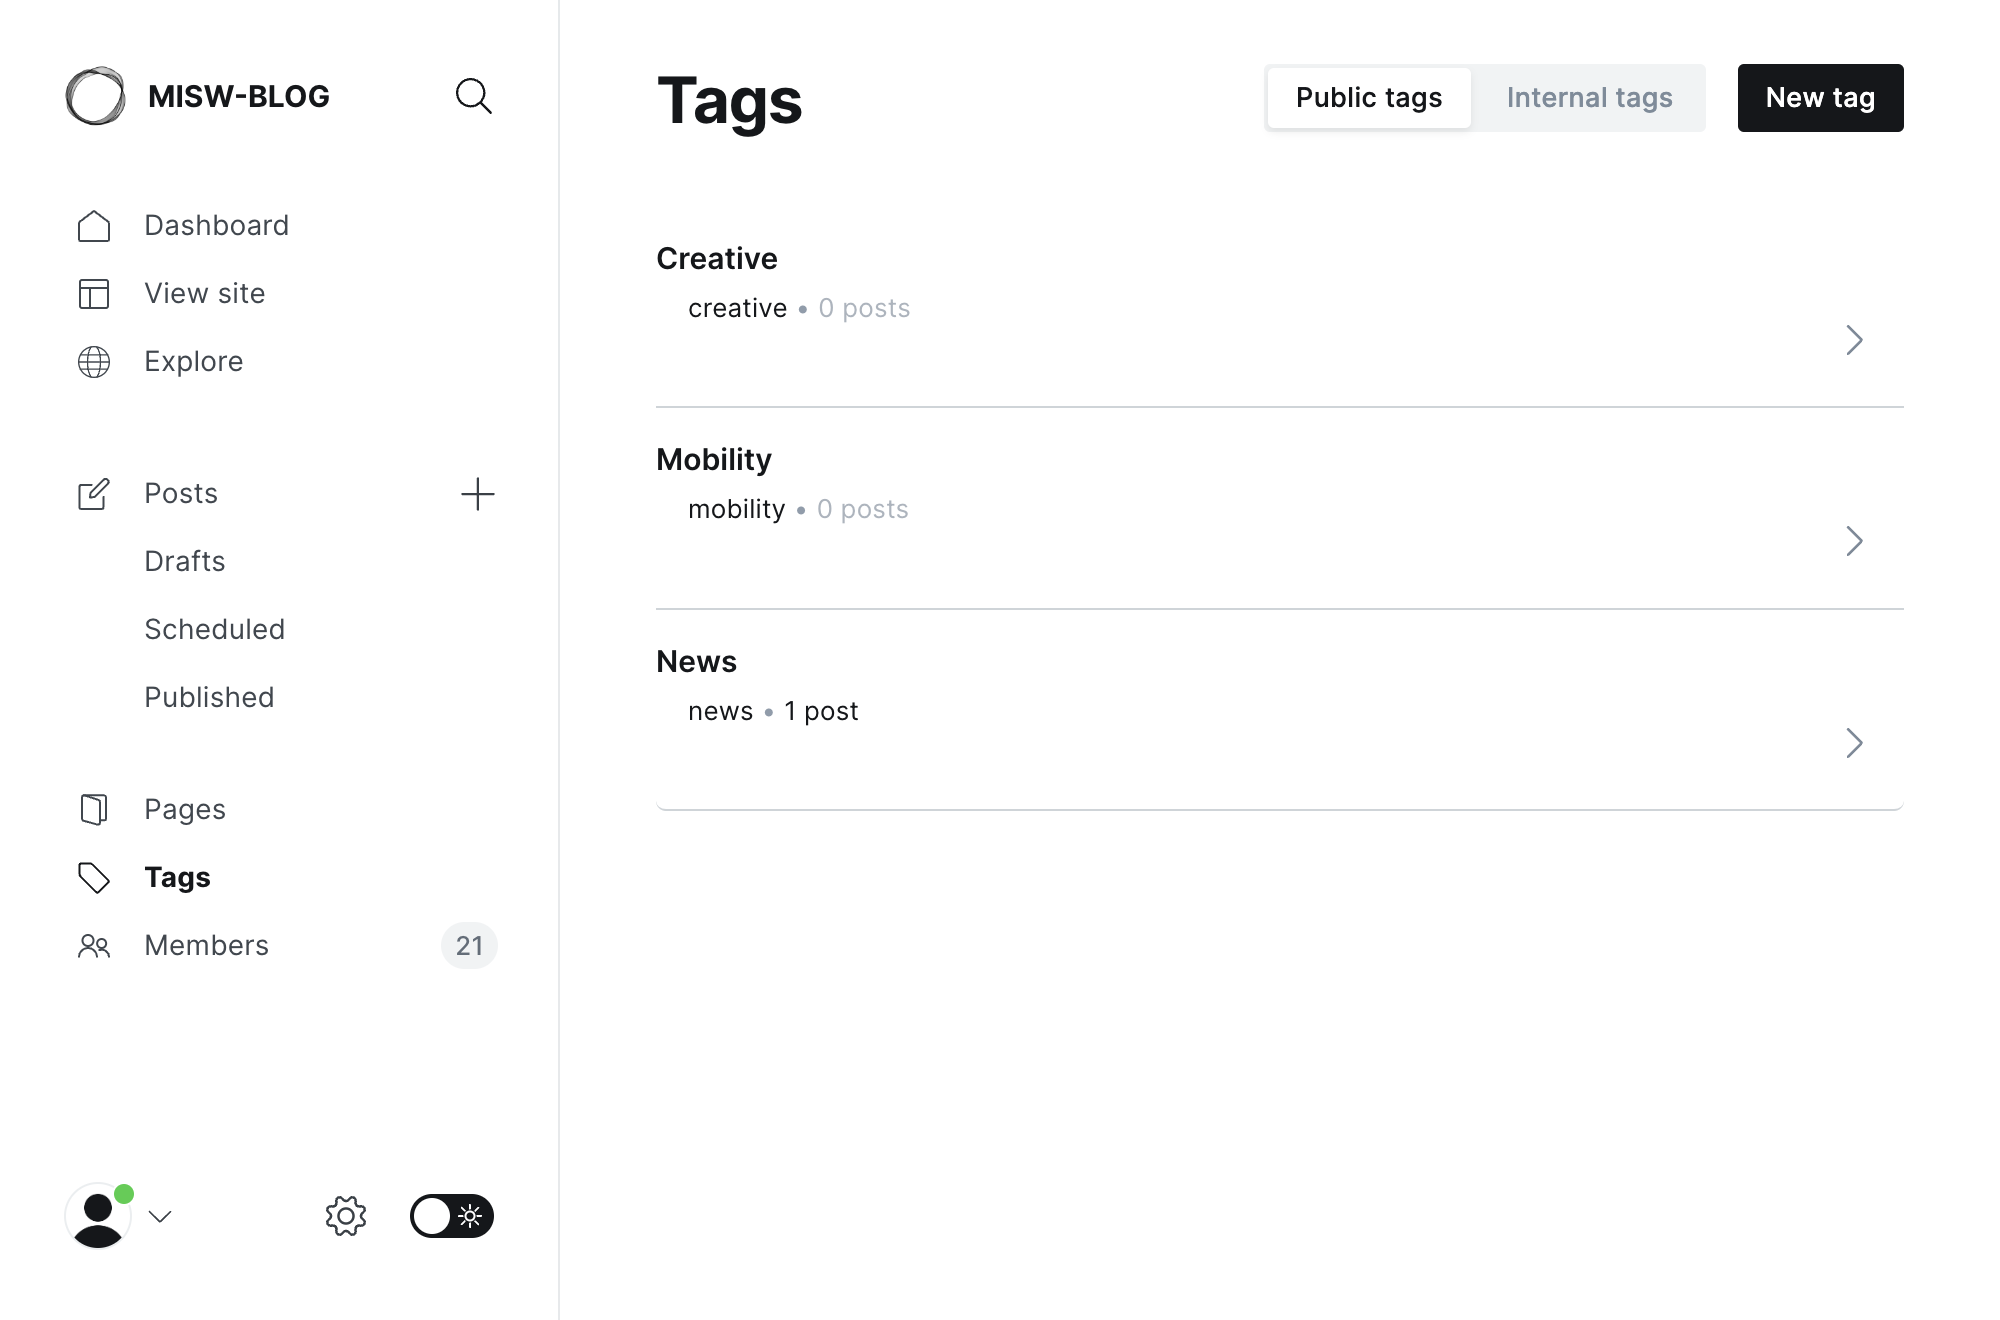 MISW-BLOG
Dashboard
View site
Explore
Posts
Drafts
Scheduled
Published
Pages
Tags
Members 21
Tags
Public tags Internal tags New tag
Creative
creative • 0 posts
Mobility
mobility • 0 posts
News
news • 1 post